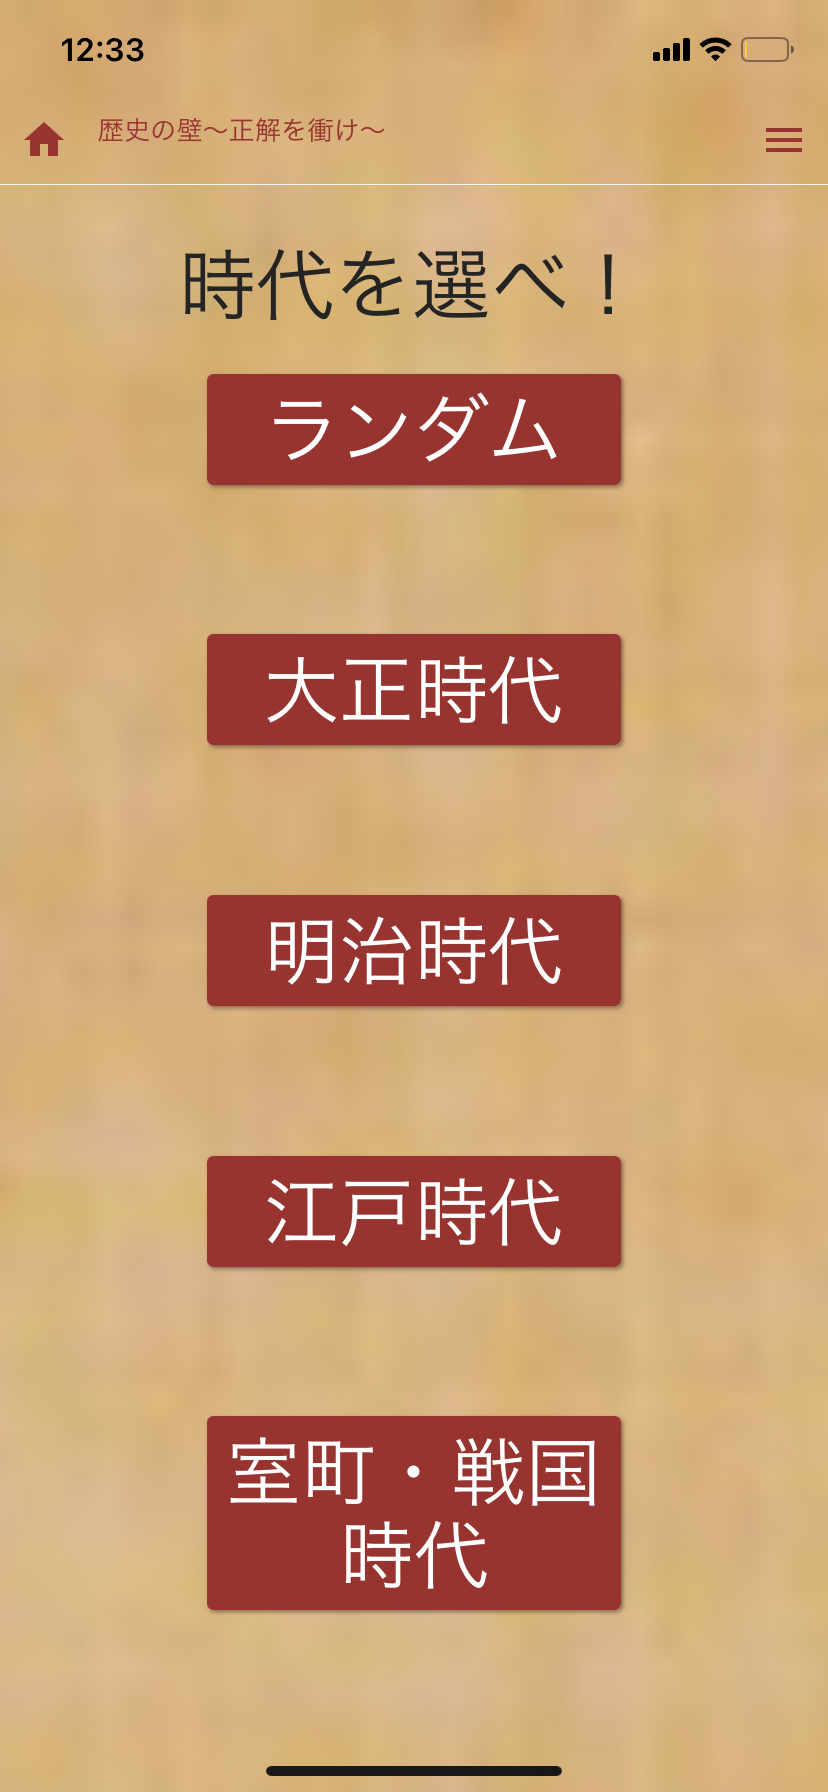 12:33
歴史の壁〜正解を衝け〜
時代を選べ！
ランダム
大正時代
明治時代
江戸時代
室町・戦国
時代